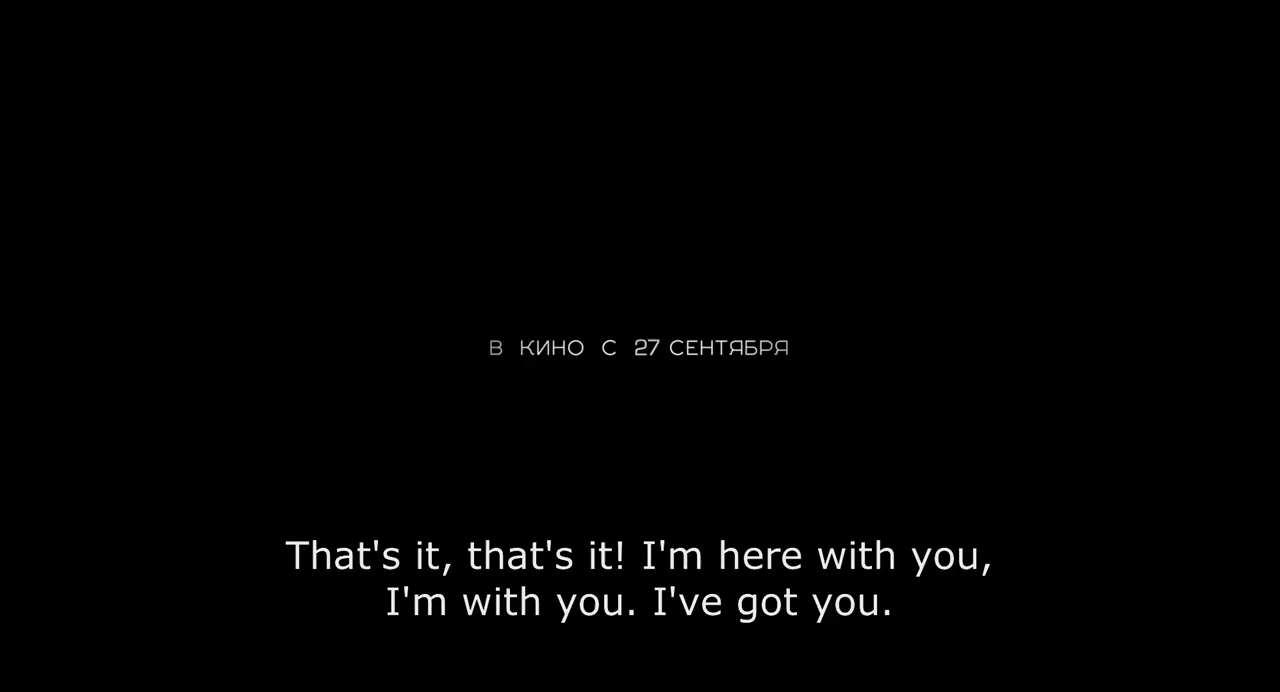 В КИНО С 27 СЕНТЯБРЯ
That's it, that's it! I'm here with you,
I'm with you. I've got you.